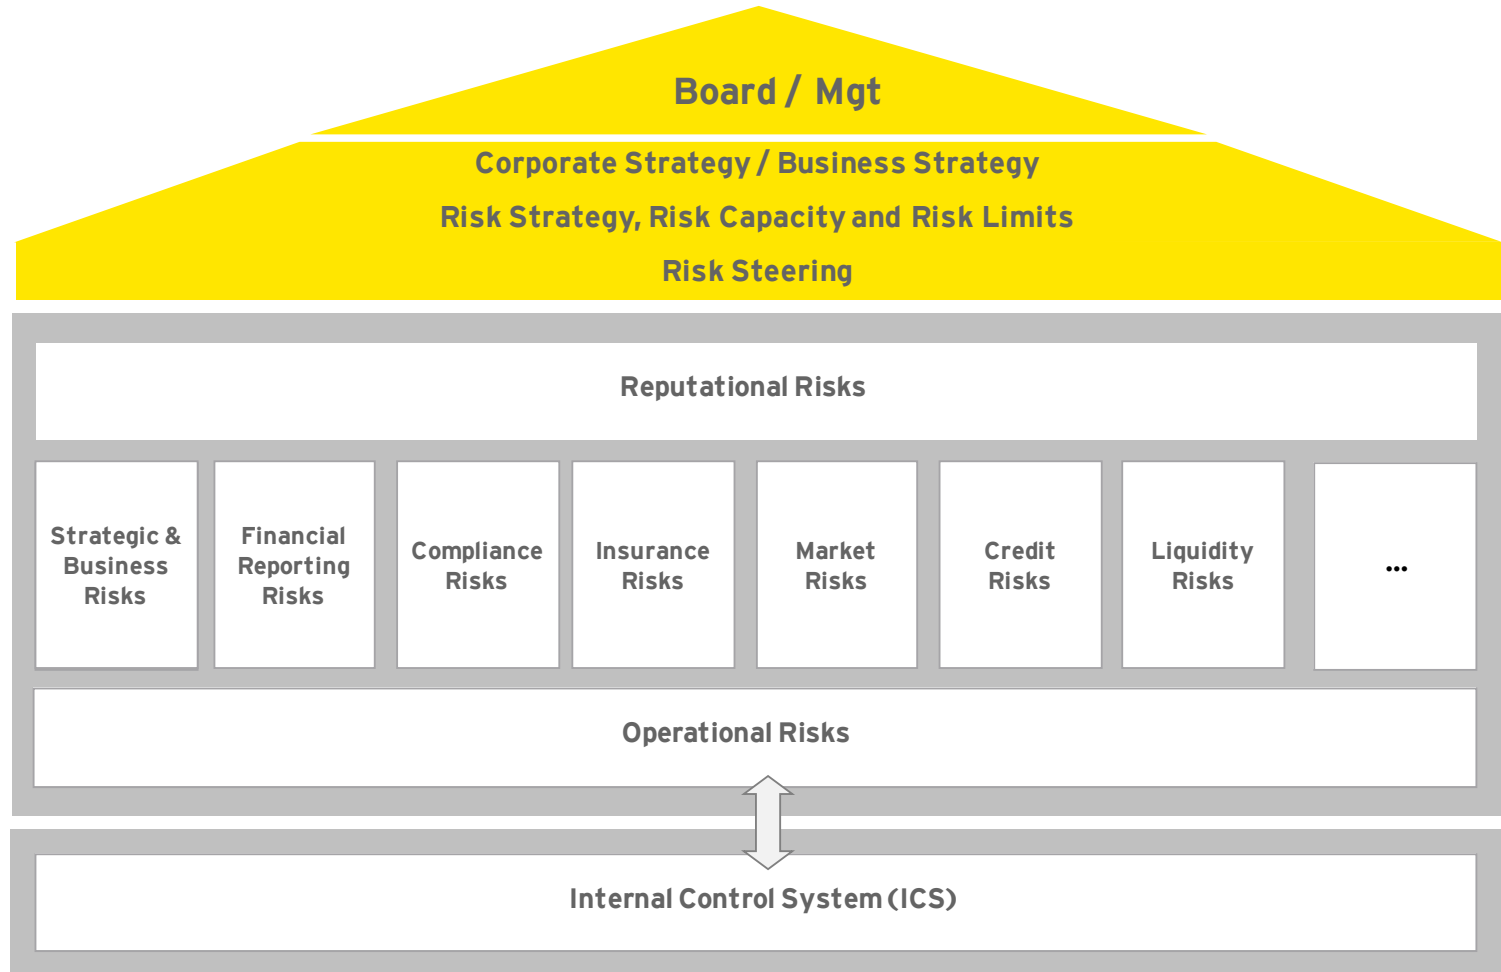 Board / Mgt
Corporate Strategy / Business Strategy
Risk Strategy, Risk Capacity and Risk Limits
Risk Steering
Reputational Risks
Strategic &
Business
Risks
Financial
Reporting
Risks
Compliance
Risks
Insurance
Risks
Market
Risks
Credit
Risks
Liquidity
Risks
...
Operational Risks
Internal Control System (ICS)